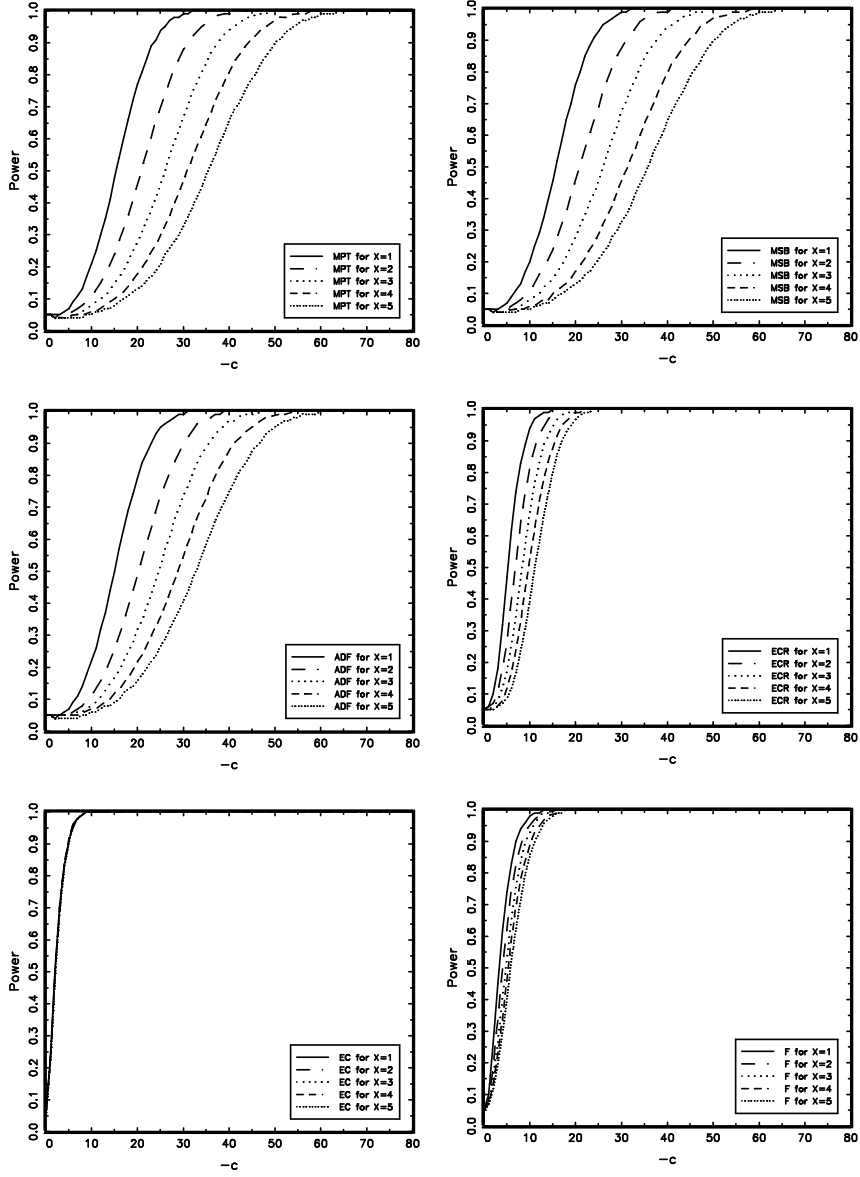 1.0
0.9
0.8
0.7
0.6
0.5
0.4
0.3
0.2
0.1
0.0
Power
MPT for X=1
MPT for X=2
MPT for X=3
MPT for X=4
MPT for X=5
0 10 20 30 40 50 60 70 80
−c
1.0
0.9
0.8
0.7
0.6
0.5
0.4
0.3
0.2
0.1
0.0
Power
MSB for X=1
MSB for X=2
MSB for X=3
MSB for X=4
MSB for X=5
0 10 20 30 40 50 60 70 80
−c
1.0
0.9
0.8
0.7
0.6
0.5
0.4
0.3
0.2
0.1
0.0
Power
ADF for X=1
ADF for X=2
ADF for X=3
ADF for X=4
ADF for X=5
0 10 20 30 40 50 60 70 80
−c
1.0
0.9
0.8
0.7
0.6
0.5
0.4
0.3
0.2
0.1
0.0
Power
ECR for X=1
ECR for X=2
ECR for X=3
ECR for X=4
ECR for X=5
0 10 20 30 40 50 60 70 80
−c
1.0
0.9
0.8
0.7
0.6
0.5
0.4
0.3
0.2
0.1
0.0
Power
EC for X=1
EC for X=2
EC for X=3
EC for X=4
EC for X=5
0 10 20 30 40 50 60 70 80
−c
1.0
0.9
0.8
0.7
0.6
0.5
0.4
0.3
0.2
0.1
0.0
Power
F for X=1
F for X=2
F for X=3
F for X=4
F for X=5
0 10 20 30 40 50 60 70 80
−c